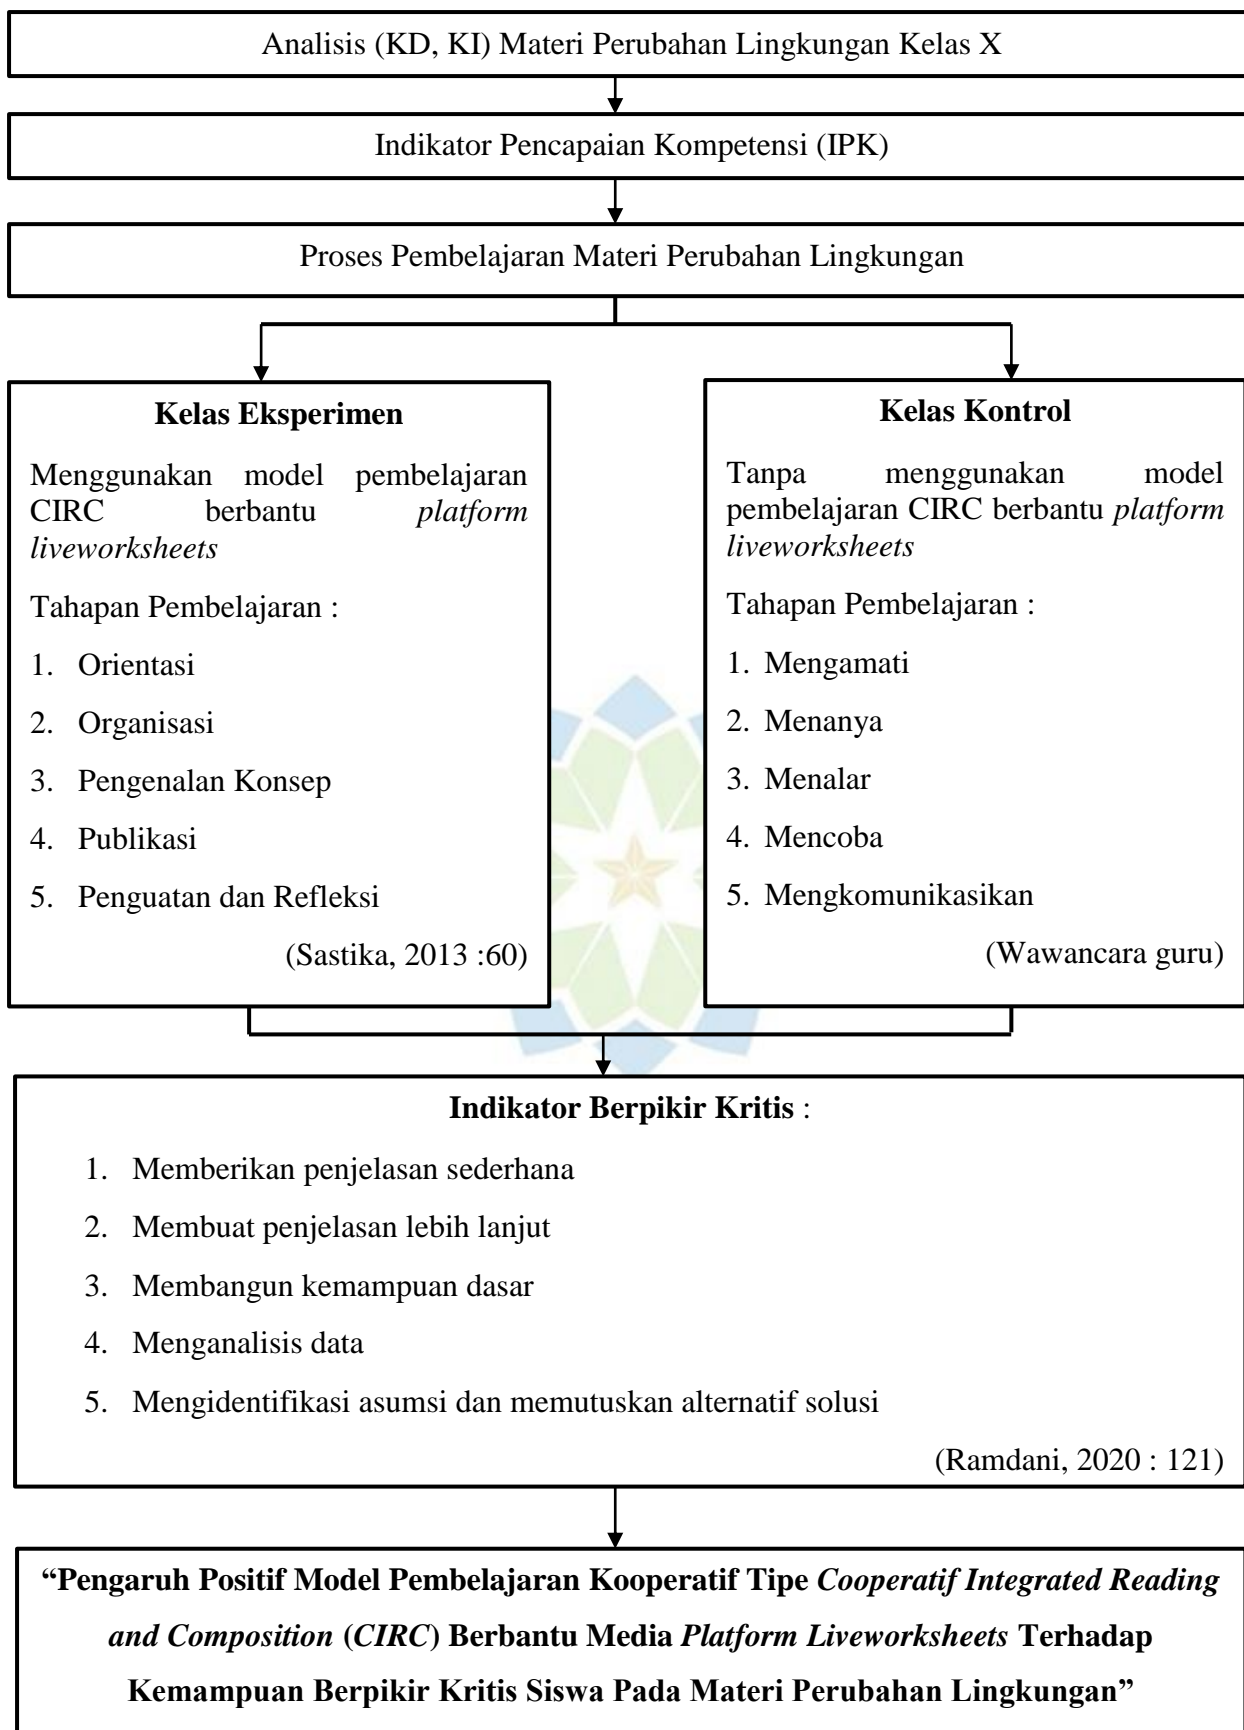 Analisis (KD, KI) Materi Perubahan Lingkungan Kelas X
Indikator Pencapaian Kompetensi (IPK)
Proses Pembelajaran Materi Perubahan Lingkungan
Kelas Eksperimen
Menggunakan model pembelajaran
CIRC berbantu platform
liveworksheets
Tahapan Pembelajaran :
1. Orientasi
2. Organisasi
3. Pengenalan Konsep
4. Publikasi
5. Penguatan dan Refleksi
(Sastika, 2013 :60)
Kelas Kontrol
Tanpa menggunakan model
pembelajaran CIRC berbantu platform
liveworksheets
Tahapan Pembelajaran :
1. Mengamati
2. Menanya
3. Menalar
4. Mencoba
5. Mengkomunikasikan
(Wawancara guru)
Indikator Berpikir Kritis :
1. Memberikan penjelasan sederhana
2. Membuat penjelasan lebih lanjut
3. Membangun kemampuan dasar
4. Menganalisis data
5. Mengidentifikasi asumsi dan memutuskan alternatif solusi
(Ramdani, 2020 : 121)
“Pengaruh Positif Model Pembelajaran Kooperatif Tipe Cooperatif Integrated Reading
and Composition (CIRC) Berbantu Media Platform Liveworksheets Terhadap
Kemampuan Berpikir Kritis Siswa Pada Materi Perubahan Lingkungan”